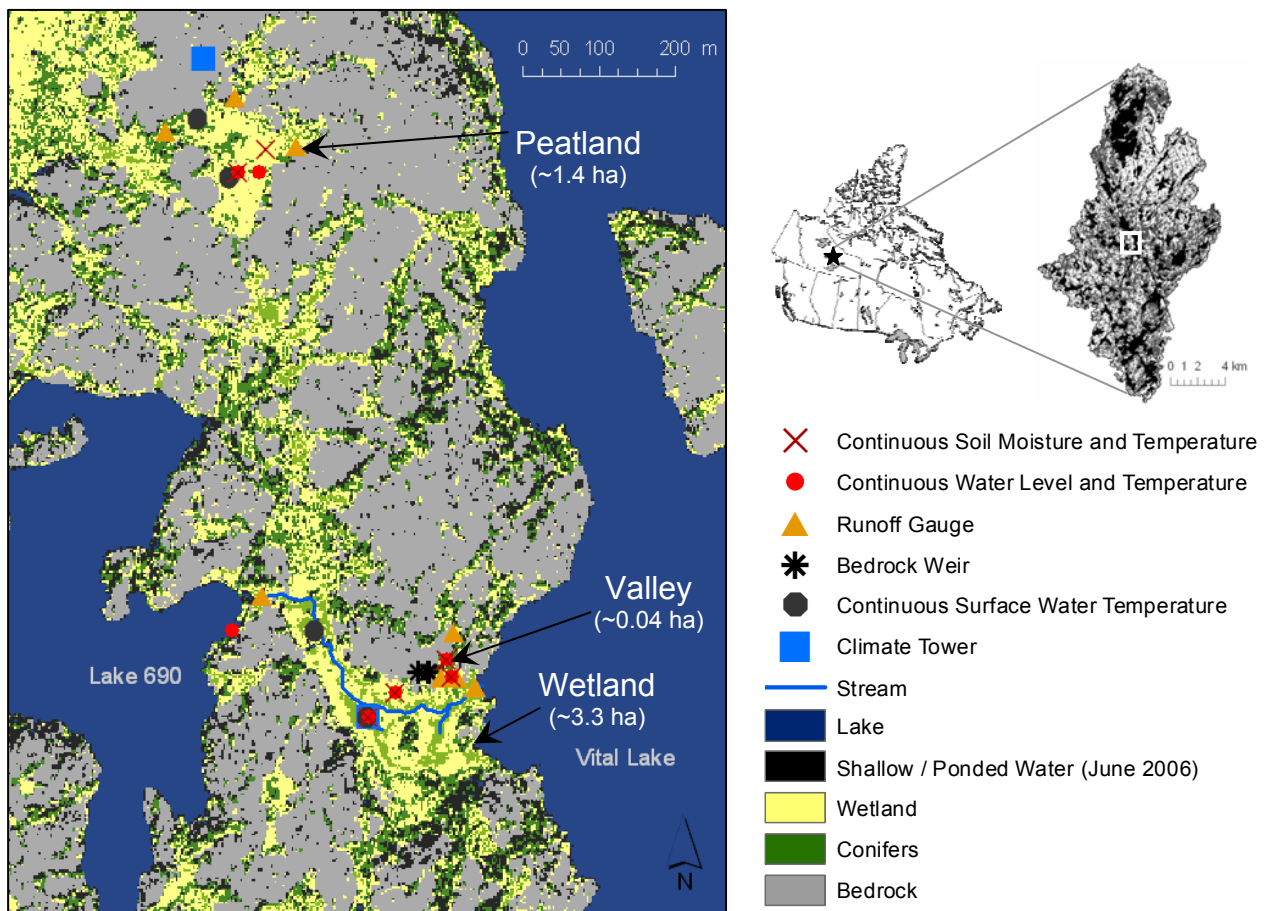 0 50 100 200 m
Peatland
(~1.4 ha)
Valley
(~0.04 ha)
Lake 690
Wetland
(~3.3 ha)
Vital Lake
N
0 1 2 4 km
Continuous Soil Moisture and Temperature
Continuous Water Level and Temperature
Runoff Gauge
Bedrock Weir
Continuous Surface Water Temperature
Climate Tower
Stream
Lake
Shallow / Ponded Water (June 2006)
Wetland
Conifers
Bedrock